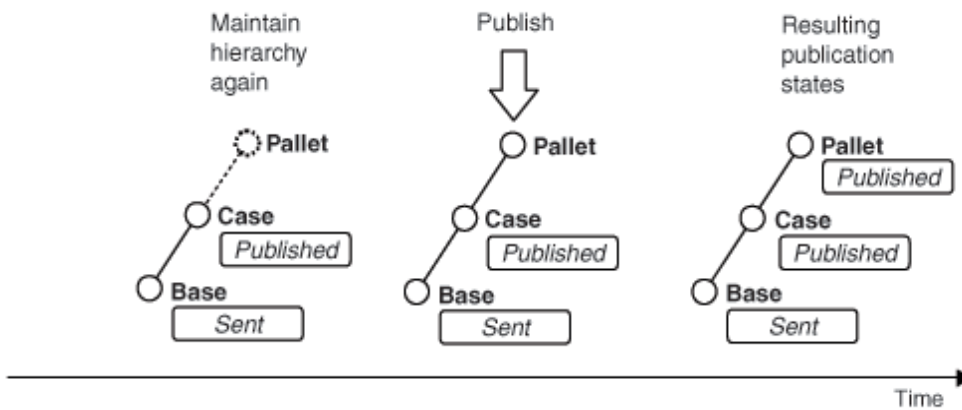 Maintain
hierarchy
again
Pallet
Case
Published
Base
Sent
Publish
Pallet
Case
Published
Base
Sent
Resulting
publication
states
Pallet
Published
Case
Published
Base
Sent
Time